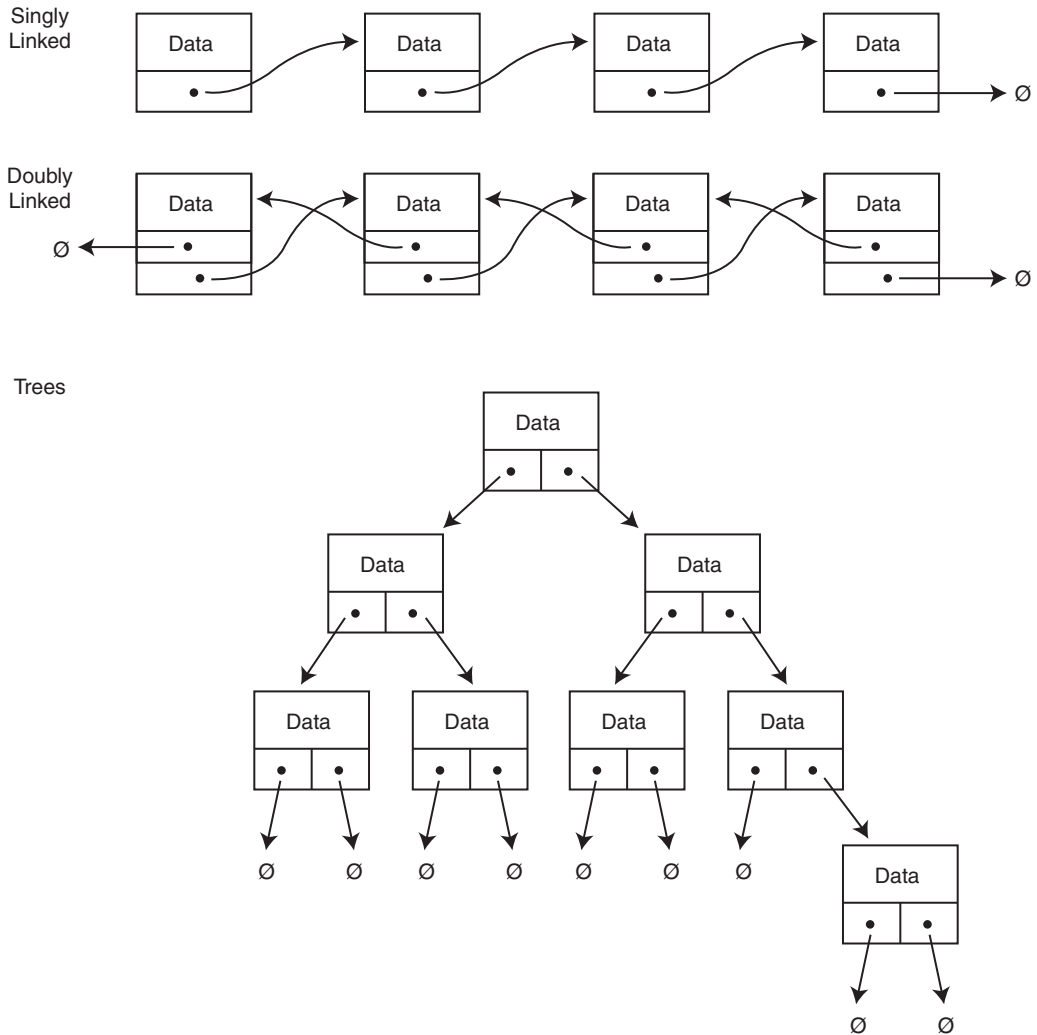 Singly
Linked
Data Data Data Data
Ø
Doubly
Linked
Data Data Data Data
Ø
Ø
Trees
Data
Data Data
Data Data Data Data
Ø Ø Ø Ø Ø Ø Ø
Data
Ø Ø